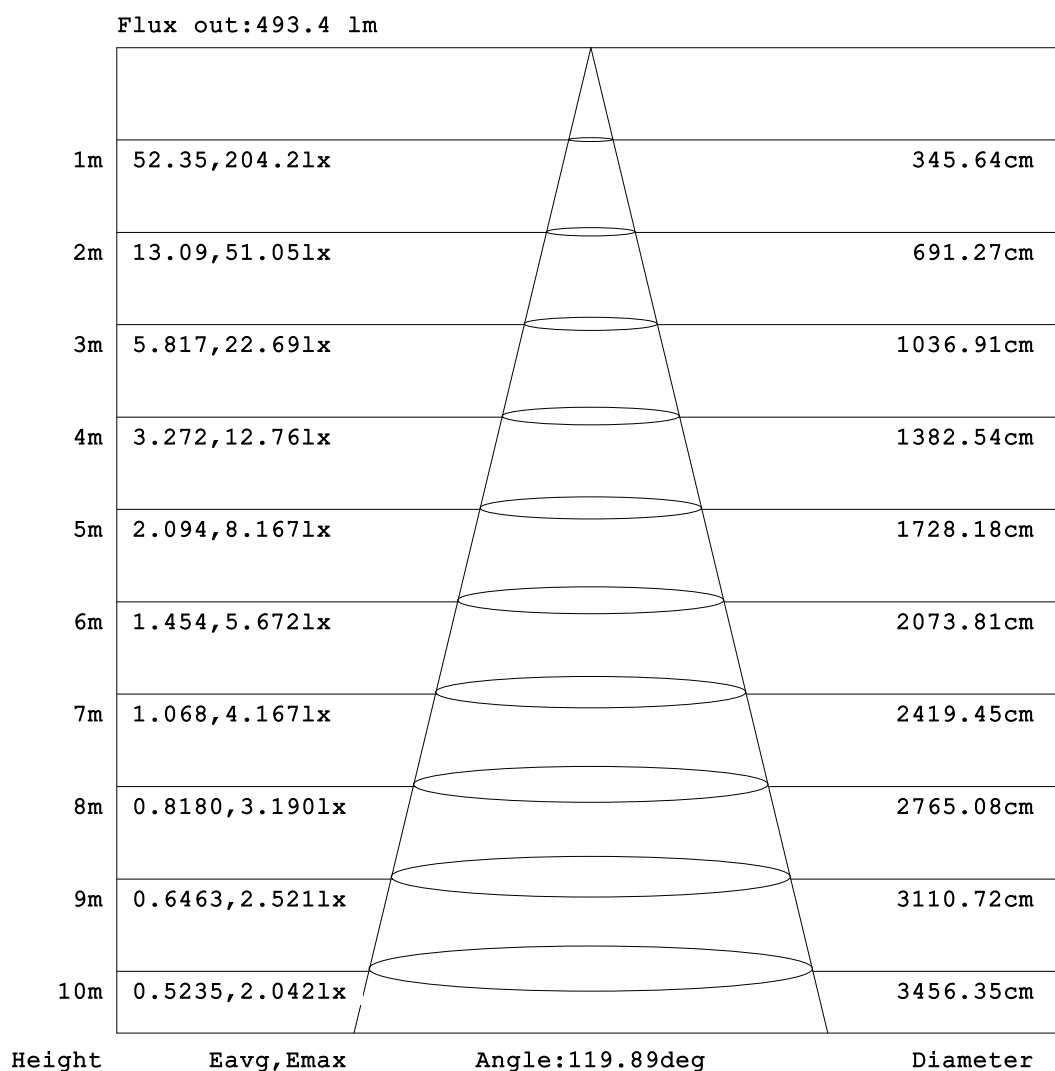 Flux out:493.4 lm
1m 52.35,204.2lx 345.64cm
2m 13.09,51.05lx 691.27cm
3m 5.817,22.69lx 1036.91cm
4m 3.272,12.76lx 1382.54cm
5m 2.094,8.167lx 1728.18cm
6m 1.454,5.672lx 2073.81cm
7m 1.068,4.167lx 2419.45cm
8m 0.8180,3.190lx 2765.08cm
9m 0.6463,2.521lx 3110.72cm
10m 0.5235,2.042lx 3456.35cm
Height Eavg,Emax Angle:119.89deg Diameter